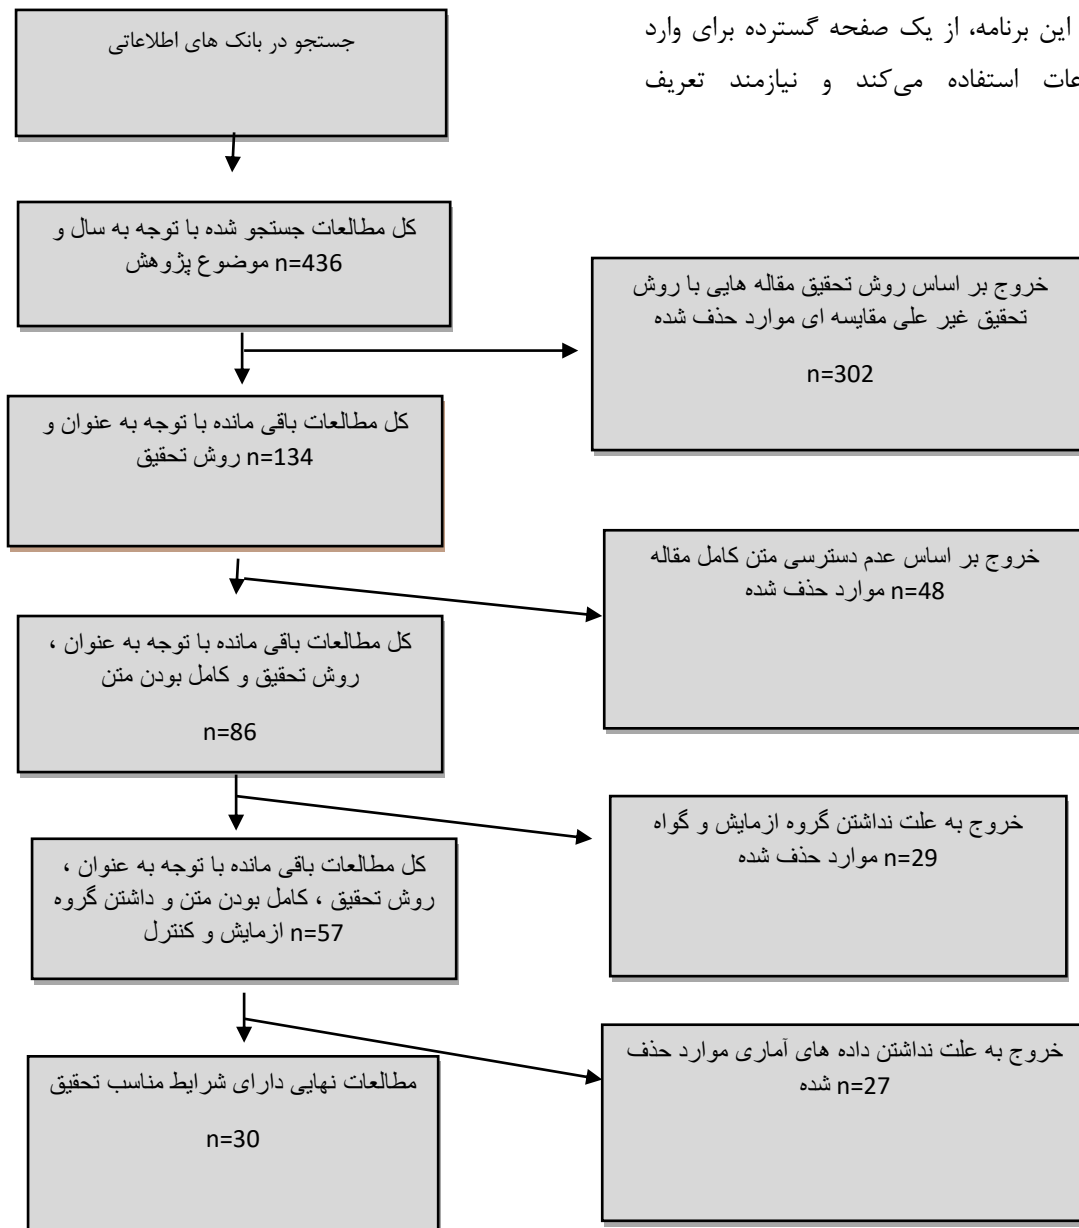 این برنامه، از یک صفحه گسترده برای وارد
استفاده می‌کند و نیازمند تعریف
جستجو در بانک های اطلاعاتی
کل مطالعات جستجو شده با توجه به سال و
موضوع پژوهش n=436
خروج بر اساس روش تحقیق مقاله هایی با روش
تحقیق غیر علی مقایسه ای موارد حذف شده
n=302
کل مطالعات باقی مانده با توجه به عنوان و
روش تحقیق n=134
خروج بر اساس عدم دسترسی متن کامل مقاله
موارد حذف شده n=48
کل مطالعات باقی مانده با توجه به عنوان ،
روش تحقیق و کامل بودن متن
n=86
خروج به علت نداشتن گروه ازمایش و گواه
موارد حذف شده n=29
کل مطالعات باقی مانده با توجه به عنوان ،
روش تحقیق ، کامل بودن متن و داشتن گروه
ازمایش و کنترل n=57
خروج به علت نداشتن داده های آماری موارد حذف
شده n=27
مطالعات نهایی دارای شرایط مناسب تحقیق
n=30